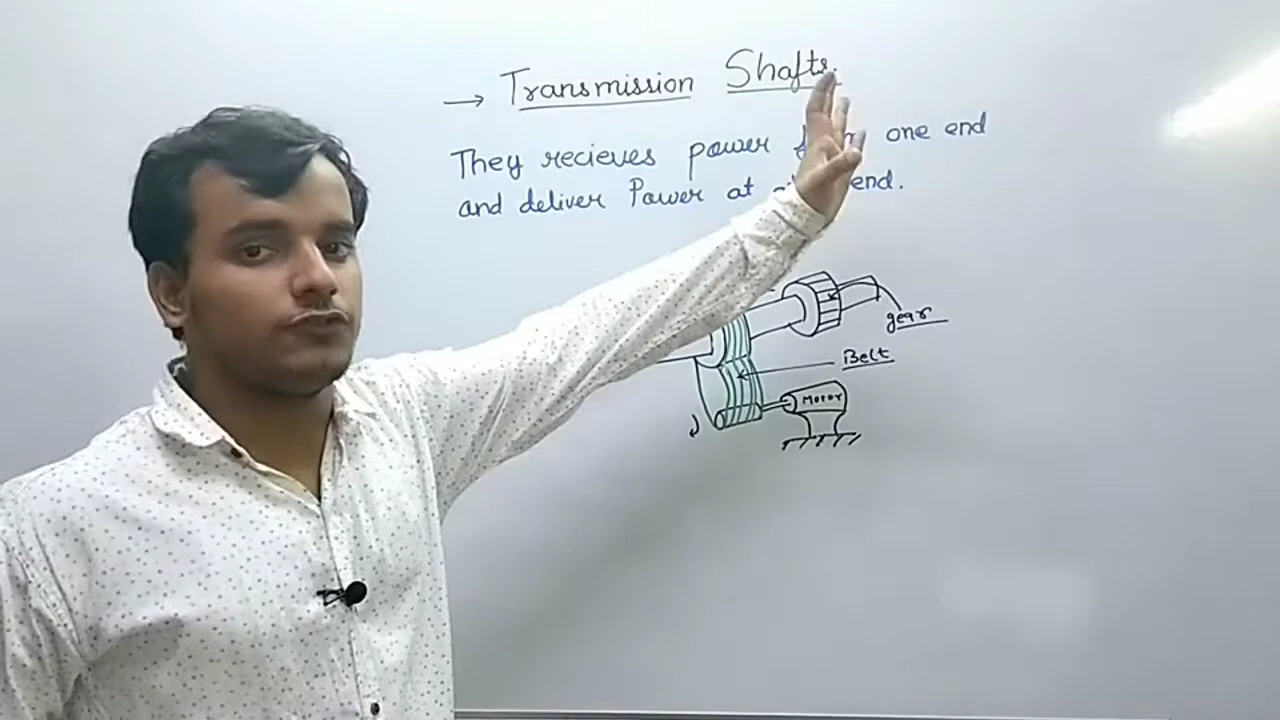 → Transmission Shafts.
They recieves power one end
and deliver Power at end.
gear
Belt
Motor